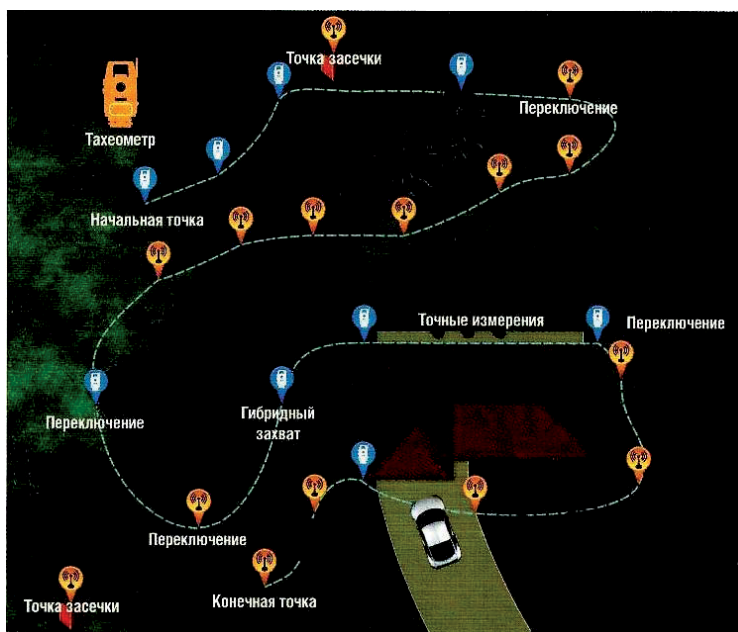 Точка засечки
Тахеометр
Переключение
Начальная точка
Точные измерения
Переключение
Переключение
Гибридный
захват
Переключение
Точка засечки
Конечная точка